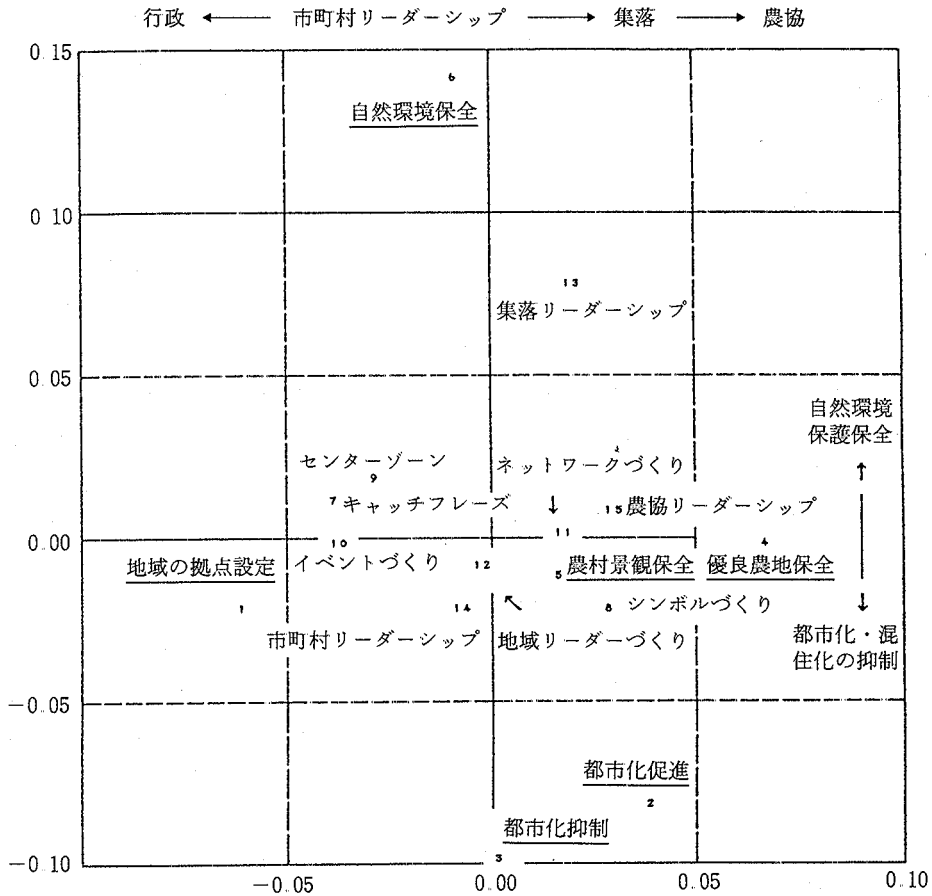 行政 ← 市町村リーダーシップ → 集落 → 農協
0.15
6
自然環境保全
0.10
13
集落リーダーシップ
0.05
自然環境
保護保全
センターゾーン
ネットワークづくり
9
7 キャッチフレーズ
↓
15 農協リーダーシップ
11
0.00
10
4
地域の拠点設定
イベントづくり
12
5 農村景観保全
優良農地保全
1
14
8 シンボルづくり
市町村リーダーシップ
地域リーダーづくり
都市化・混
住化の抑制
-0.05
都市化促進
2
都市化抑制
3
-0.10
-0.05
0.00
0.05
0.10